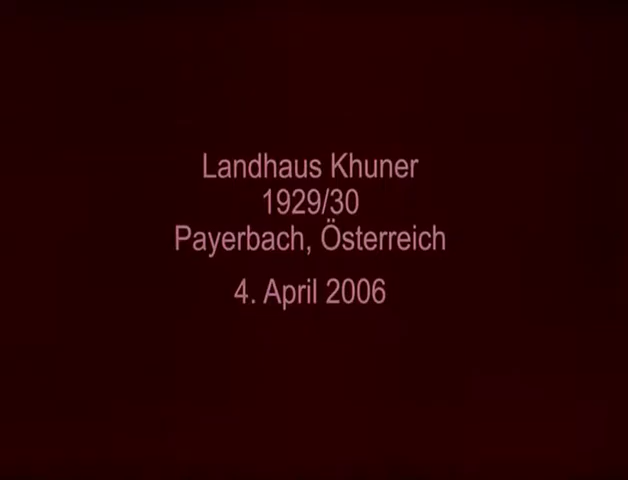 Landhaus Khuner
1929/30
Payerbach, Österreich
4. April 2006